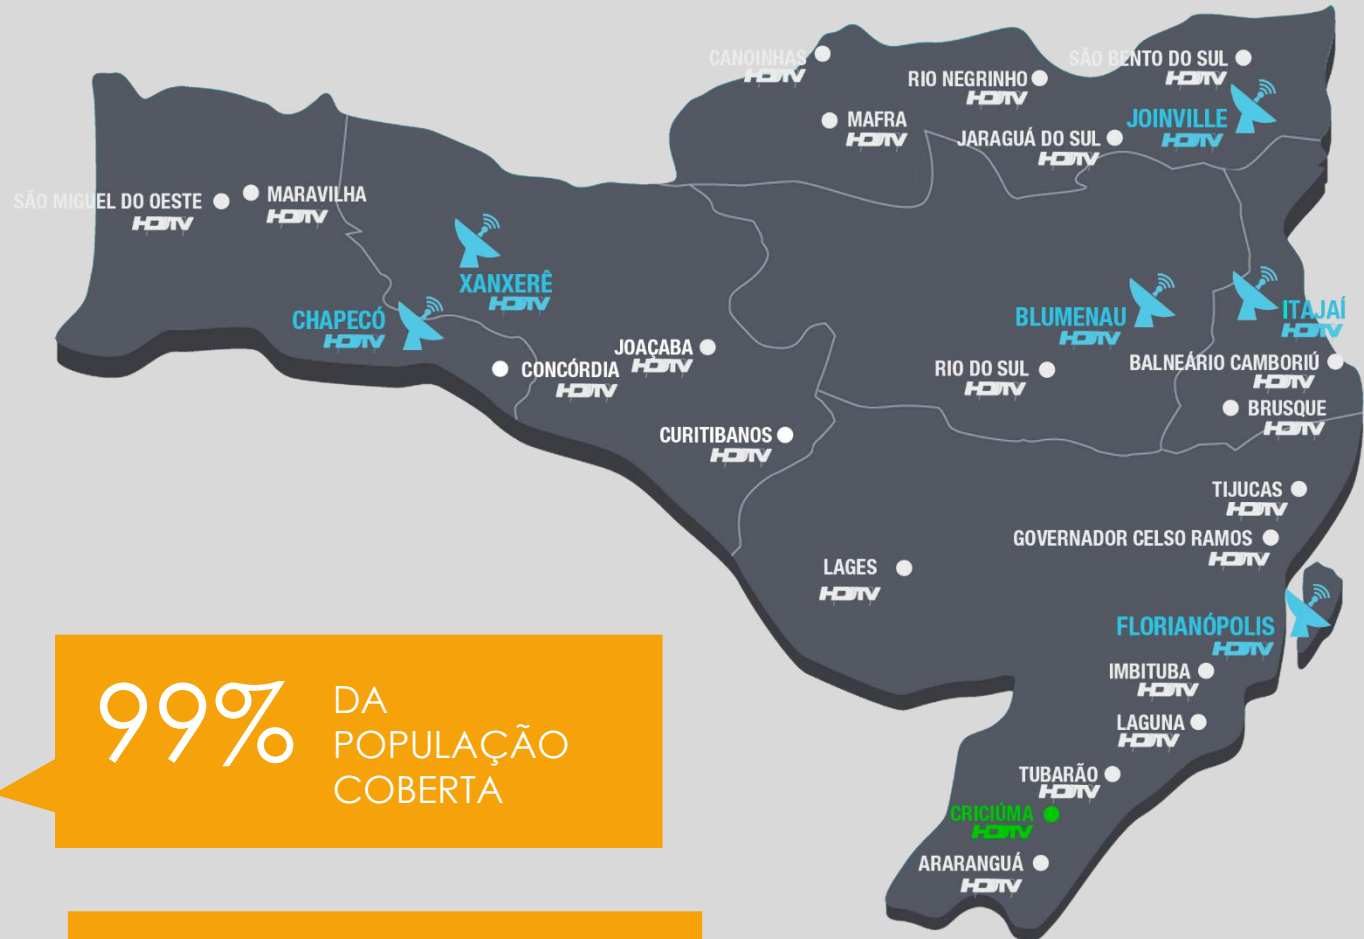 CANOINHAS
HDTV
SÃO BENTO DO SUL
HDTV
RIO NEGRINHO
HDTV
MAFRA
HDTV
JOINVILLE
HDTV
JARAGUÁ DO SUL
HDTV
SÃO MIGUEL DO OESTE
HDTV
MARAVILHA
HDTV
XANXERÊ
HDTV
CHAPECÓ
HDTV
BLUMENAU
HDTV
ITAJAÍ
HDTV
JOAÇABA
HDTV
CONCÓRDIA
HDTV
RIO DO SUL
HDTV
BALNEÁRIO CAMBORIÚ
HDTV
BRUSQUE
HDTV
CURITIBANOS
HDTV
TIJUCAS
HDTV
GOVERNADOR CELSO RAMOS
HDTV
LAGES
HDTV
FLORIANÓPOLIS
HDTV
IMBITUBA
HDTV
LAGUNA
HDTV
TUBARÃO
HDTV
CRICIÚMA
HDTV
ARARANGUÁ
HDTV
99% DA
POPULAÇÃO
COBERTA